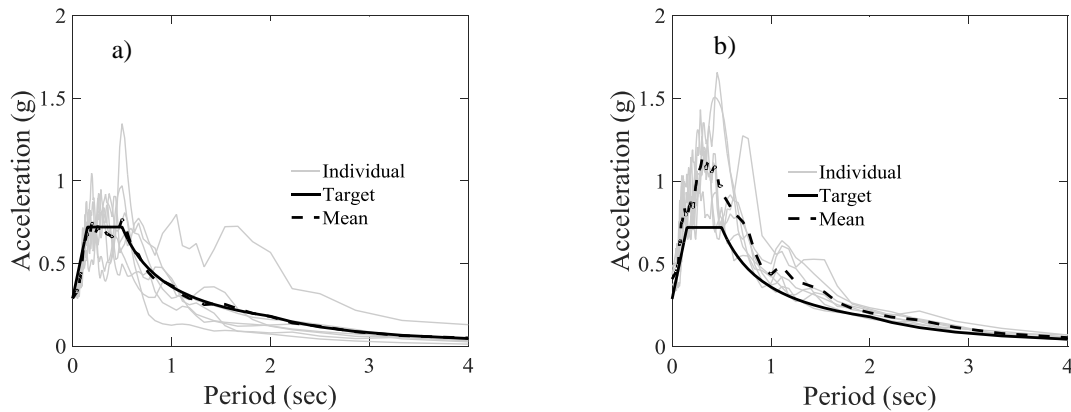 2
a)
1.5
Acceleration (g)
1
Individual
Target
Mean
0.5
0
0 1 2 3 4
Period (sec)
2
b)
1.5
Acceleration (g)
1
Individual
Target
Mean
0.5
0
0 1 2 3 4
Period (sec)